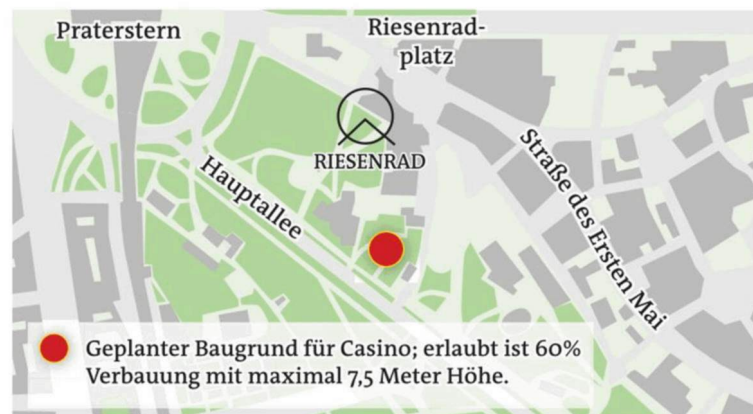 Praterstern
Riesenrad-
platz
RIESENRAD
Hauptallee
Straße des Ersten Mai
Geplanter Baugrund für Casino; erlaubt ist 60%
Verbauung mit maximal 7,5 Meter Höhe.